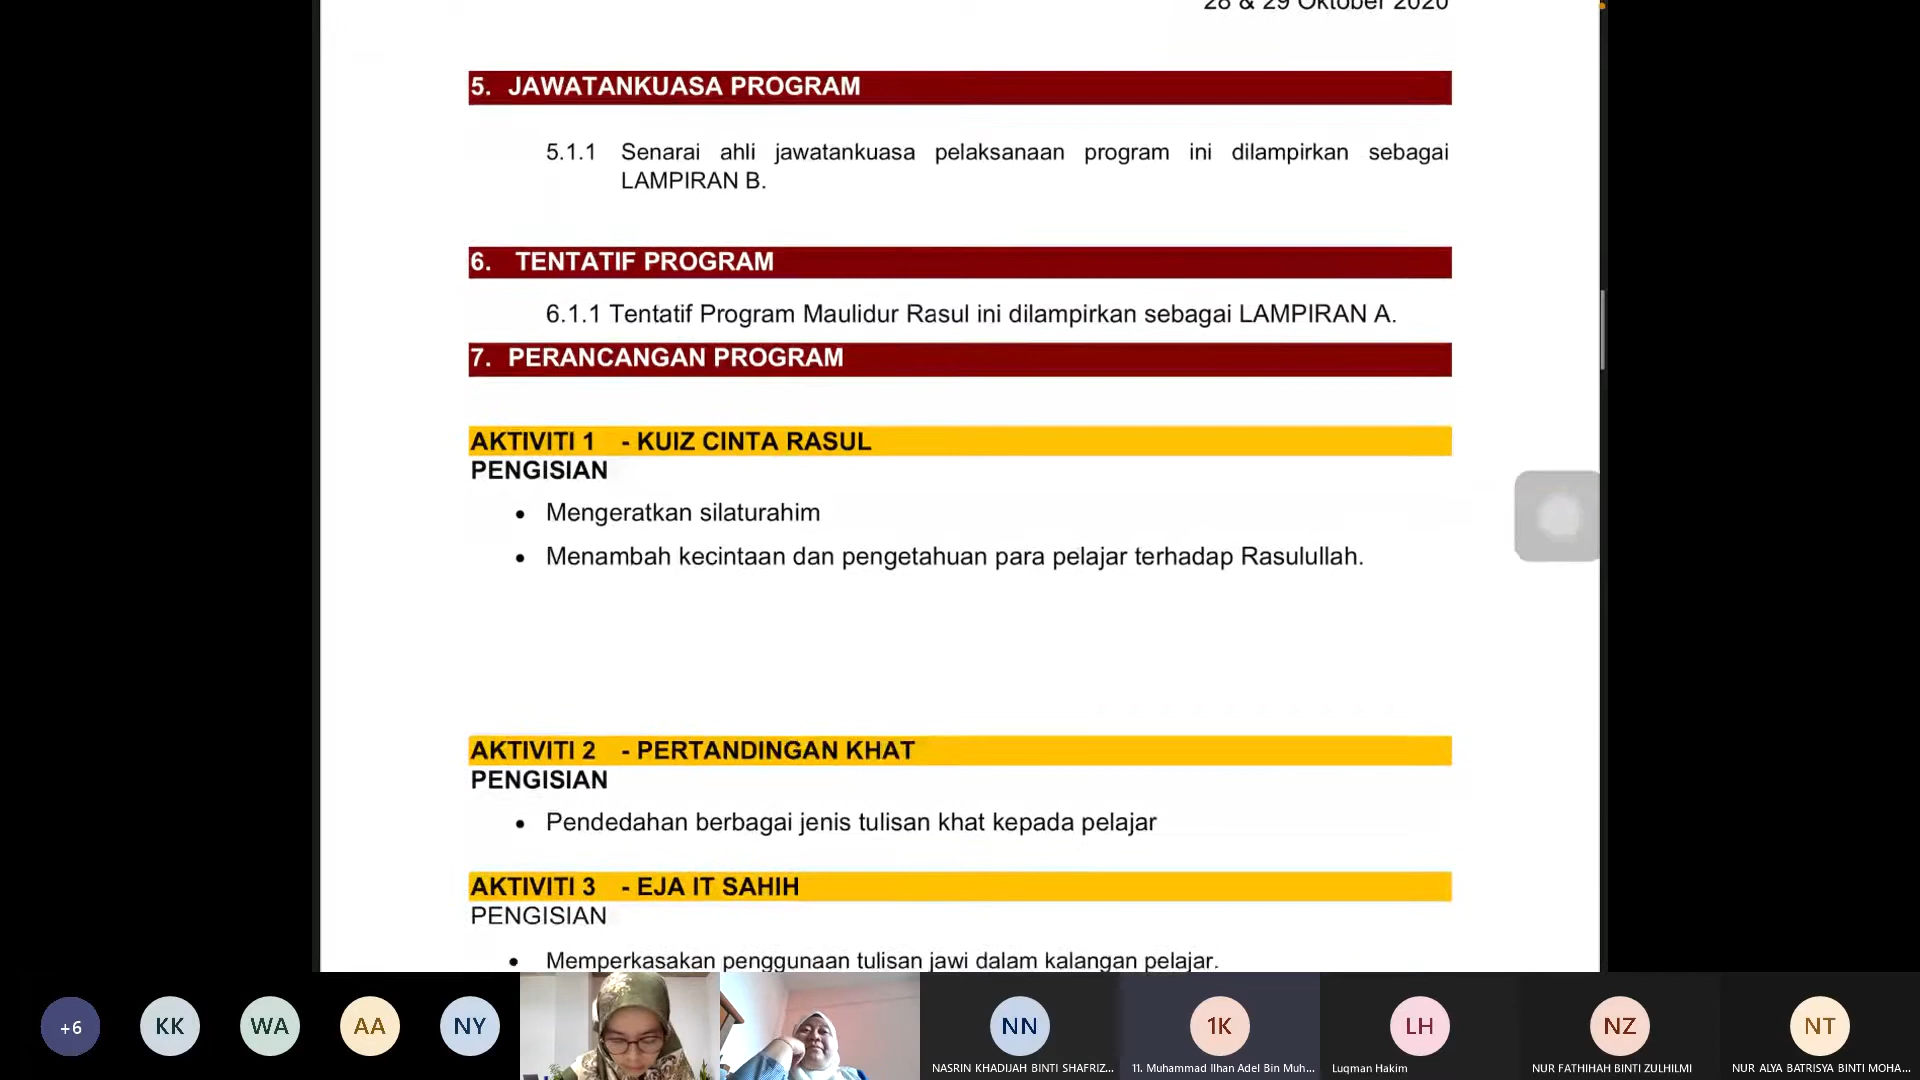 28 & 29 Oktober 2020
5. JAWATANKUASA PROGRAM
5.1.1 Senarai ahli jawatankuasa pelaksanaan program ini dilampirkan sebagai
LAMPIRAN B.
6. TENTATIF PROGRAM
6.1.1 Tentatif Program Maulidur Rasul ini dilampirkan sebagai LAMPIRAN A.
7. PERANCANGAN PROGRAM
AKTIVITI 1 - KUIZ CINTA RASUL
PENGISIAN
• Mengeratkan silaturahim
• Menambah kecintaan dan pengetahuan para pelajar terhadap Rasulullah.
AKTIVITI 2 - PERTANDINGAN KHAT
PENGISIAN
• Pendedahan berbagai jenis tulisan khat kepada pelajar
AKTIVITI 3 - EJA IT SAHIH
PENGISIAN
• Memperkasakan penggunaan tulisan jawi dalam kalangan pelajar.
+6 KK WA AA NY NN 1K LH NZ NT
NASRIN KHADIJAH BINTI SHAFRIZ... 11. Muhammad Ilhan Adel Bin Muh... Luqman Hakim NUR FATHIHAH BINTI ZULHILMI NUR ALYA BATRISYA BINTI MOHA...